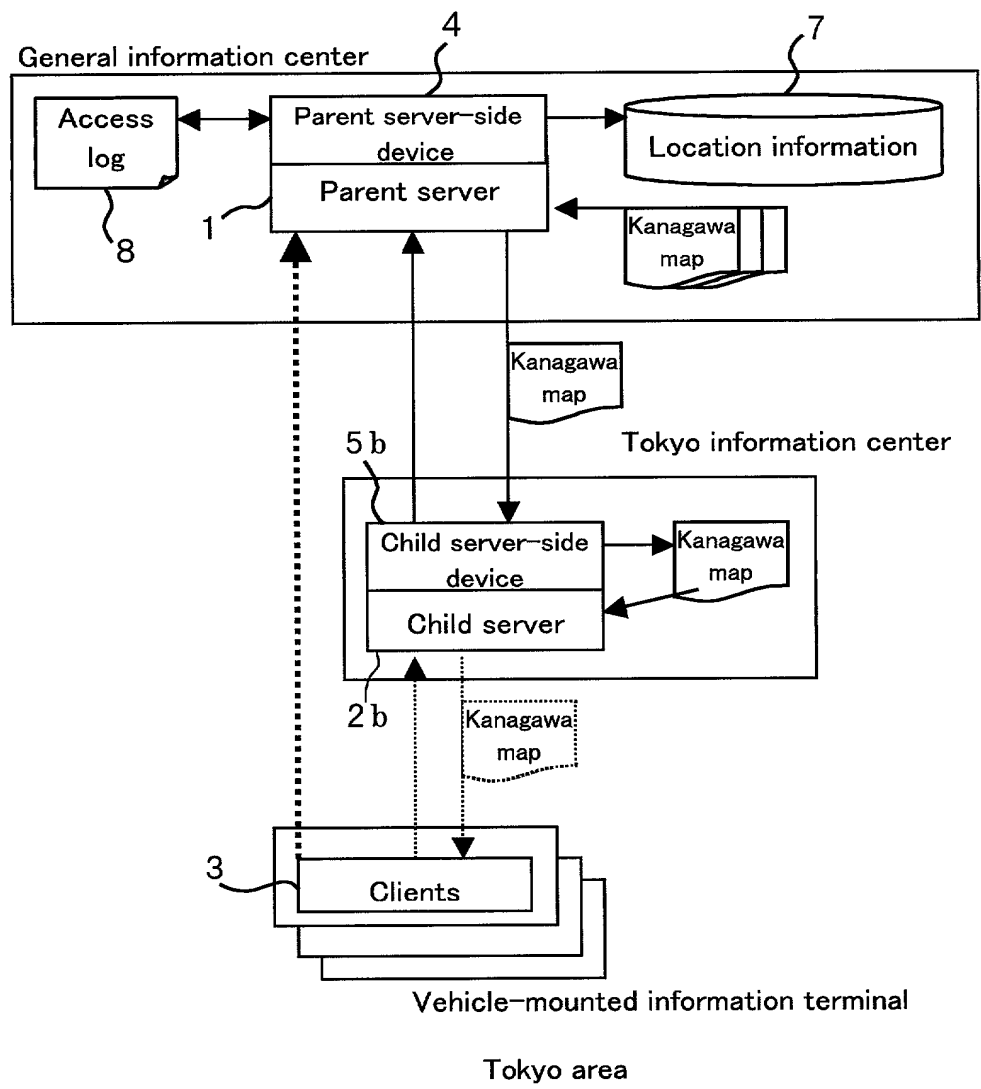 4
7
General information center
Access
log
Parent server-side
device
Parent server
Location information
1
8
Kanagawa
map
Kanagawa
map
Tokyo information center
5b
Child server-side
device
Child server
Kanagawa
map
2b
Kanagawa
map
3
Clients
Vehicle-mounted information terminal
Tokyo area